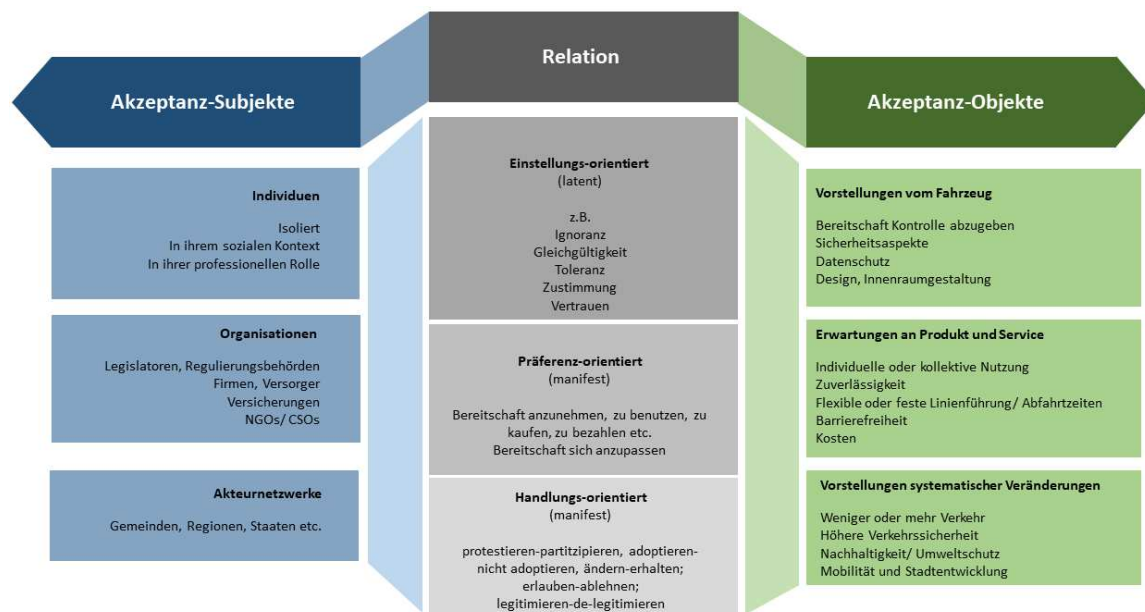 Relation
Akzeptanz-Subjekte
Akzeptanz-Objekte
Individuen
Isoliert
In ihrem sozialen Kontext
In ihrer professionellen Rolle
Organisationen
Legislatoren, Regulierungsbehörden
Firmen, Versorger
Versicherungen
NGOs/ CSOs
Akteurnetzwerke
Gemeinden, Regionen, Staaten etc.
Einstellungs-orientiert
(latent)
z.B.
Ignoranz
Gleichgültigkeit
Toleranz
Zustimmung
Vertrauen
Präferenz-orientiert
(manifest)
Bereitschaft anzunehmen, zu benutzen, zu
kaufen, zu bezahlen etc.
Bereitschaft sich anzupassen
Handlungs-orientiert
(manifest)
protestieren-partitzipieren, adoptieren-
nicht adoptieren, ändern-erhalten;
erlauben-ablehnen;
legitimieren-de-legitimieren
Vorstellungen vom Fahrzeug
Bereitschaft Kontrolle abzugeben
Sicherheitsaspekte
Datenschutz
Design, Innenraumgestaltung
Erwartungen an Produkt und Service
Individuelle oder kollektive Nutzung
Zuverlässigkeit
Flexible oder feste Linienführung/ Abfahrtzeiten
Barrierefreiheit
Kosten
Vorstellungen systematischer Veränderungen
Weniger oder mehr Verkehr
Höhere Verkehrssicherheit
Nachhaltigkeit/ Umweltschutz
Mobilität und Stadtentwicklung